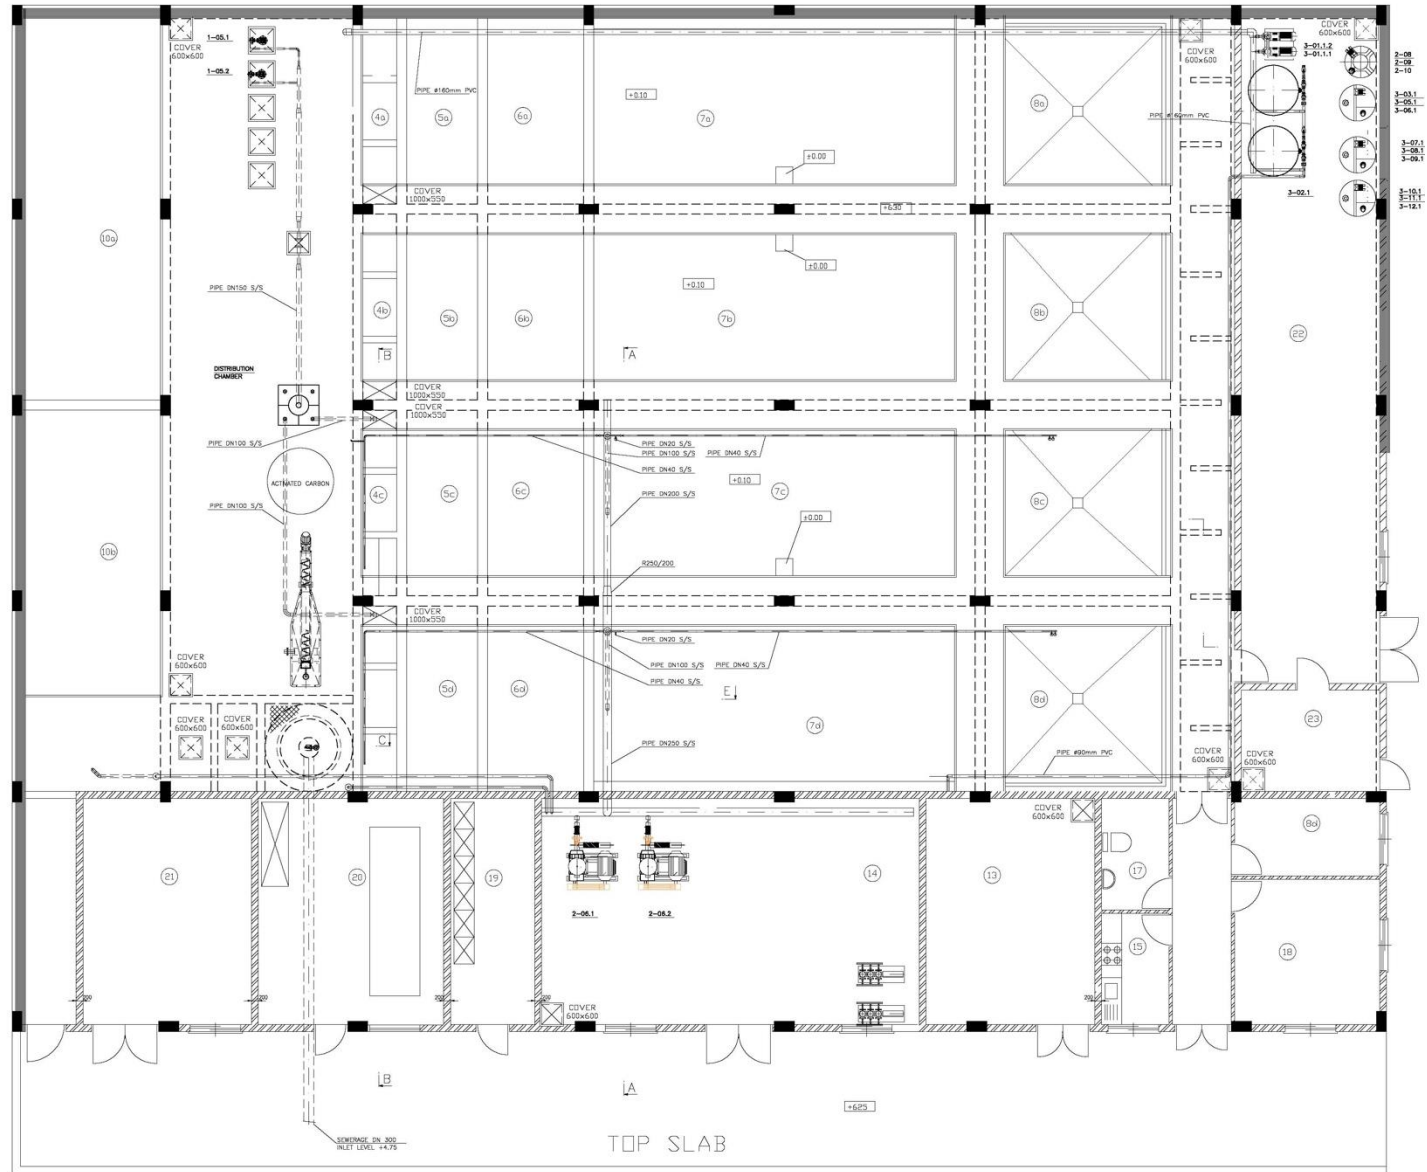 1-05.1
COVER
600x600
1-05.2
PIPE ø160mm PVC
+0.10
4a
5a
6a
7a
8a
±0.00
COVER
600x600
3-01.1.2
3-01.1.1
COVER
600x600
2-08
2-09
2-10
3-03.1
3-05.1
3-06.1
PIPE ø160mm PVC
3-07.1
3-08.1
3-09.1
3-02.1
3-10.1
3-11.1
3-12.1
COVER
1000x550
+6.30
10a
±0.00
+0.10
PIPE DN150 S/S
4b
5b
6b
7b
8b
22
B
A
DISTRIBUTION
CHAMBER
COVER
1000x550
COVER
1000x550
PIPE DN100 S/S
PIPE DN20 S/S
PIPE DN100 S/S
PIPE DN40 S/S
PIPE DN40 S/S
ACTIVATED CARBON
+0.10
4c
5c
6c
7c
8c
PIPE DN200 S/S
PIPE DN100 S/S
±0.00
10b
R250/200
COVER
1000x550
PIPE DN20 S/S
COVER
600x600
PIPE DN100 S/S
PIPE DN40 S/S
PIPE DN40 S/S
5d
6d
E
8d
23
COVER
600x600
COVER
600x600
7d
C
PIPE DN250 S/S
PIPE ø90mm PVC
COVER
600x600
COVER
600x600
COVER
600x600
8d
21
20
19
14
13
17
2-06.1
2-06.2
15
18
200
200
200
200
200
COVER
600x600
B
A
+6.25
SEWERAGE DN 300
INLET LEVEL +4.75
TOP SLAB